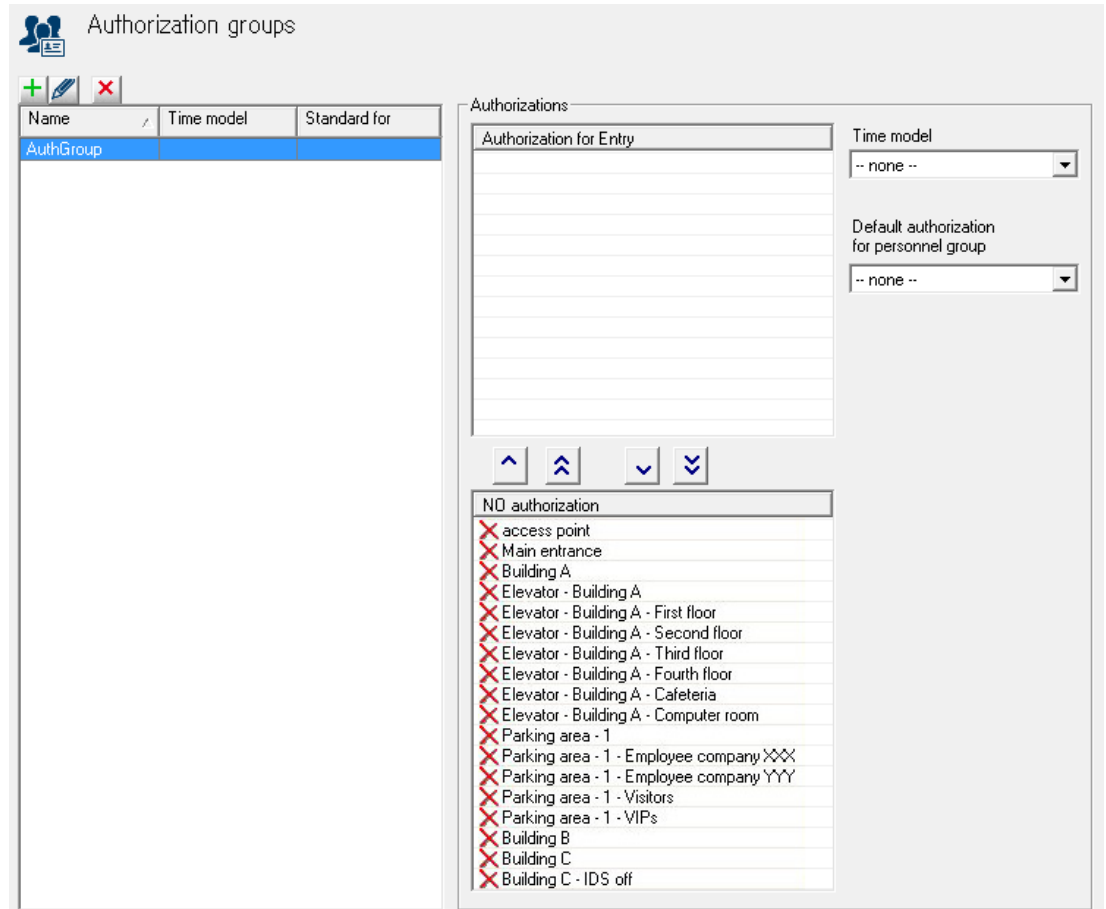 Authorization groups
Name Time model Standard for
AuthGroup
Authorizations
Authorization for Entry
Time model
-- none --
Default authorization
for personnel group
-- none --
NO authorization
access point
Main entrance
Building A
Elevator - Building A
Elevator - Building A - First floor
Elevator - Building A - Second floor
Elevator - Building A - Third floor
Elevator - Building A - Fourth floor
Elevator - Building A - Cafeteria
Elevator - Building A - Computer room
Parking area - 1
Parking area - 1 - Employee company XXX
Parking area - 1 - Employee company YYY
Parking area - 1 - Visitors
Parking area - 1 - VIPs
Building B
Building C
Building C - IDS off